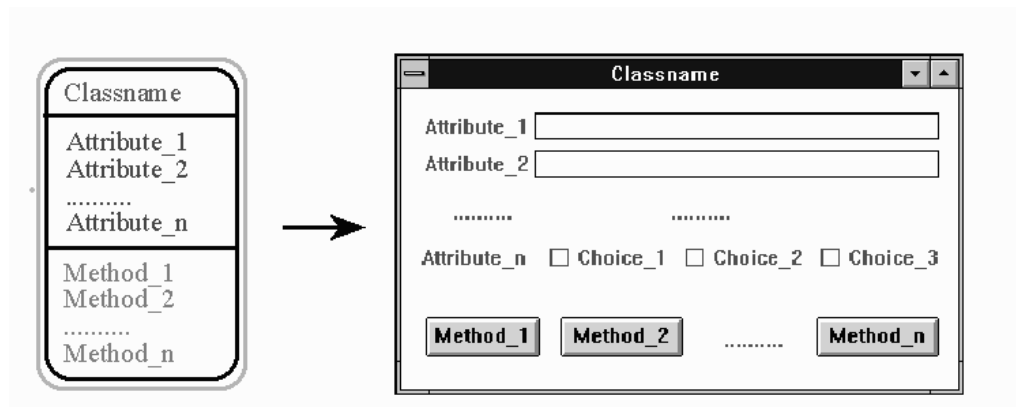 Classname
Attribute_1
Attribute_2
..........
Attribute_n
Method_1
Method_2
..........
Method_n
Classname
Attribute_1
Attribute_2
.......... ..........
Attribute_n Choice_1 Choice_2 Choice_3
Method_1 Method_2 .......... Method_n